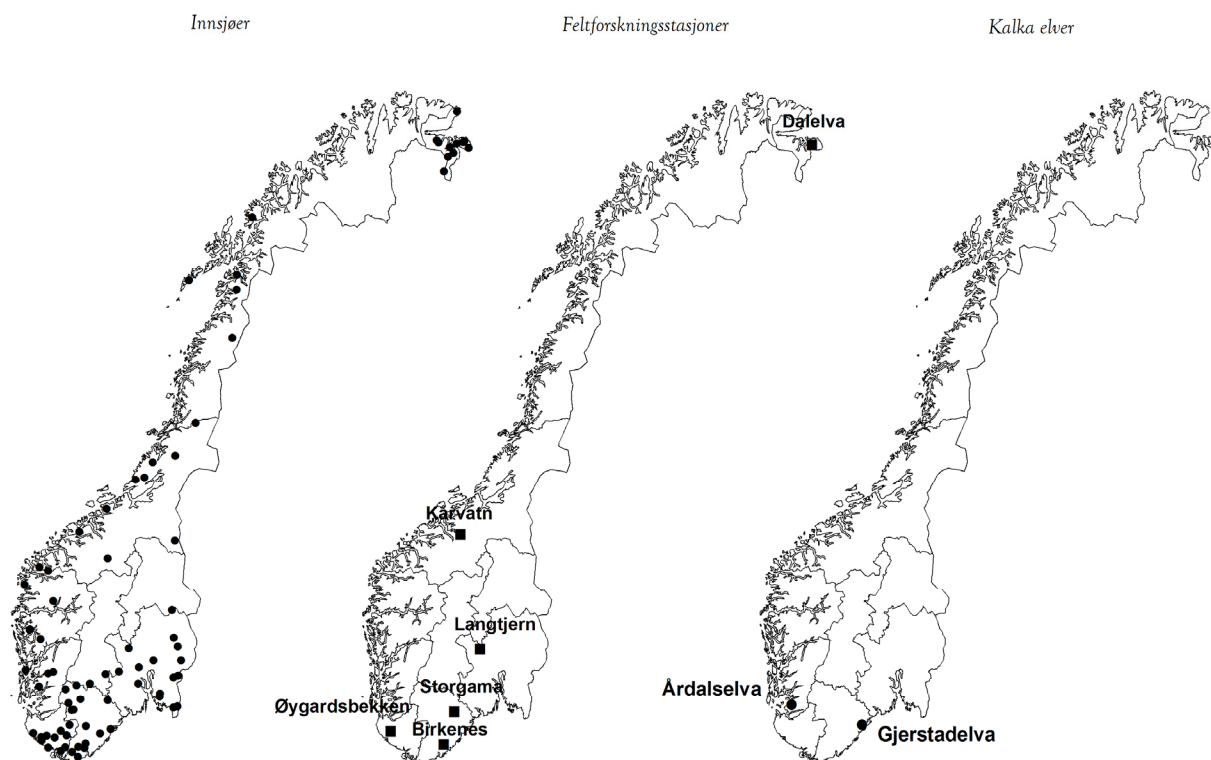 Innsjøer
Feltforskningsstasjoner
Kalka elver
Dalelva
Kårvatn
Langtjern
Storgama
Øygardsbekken
Birkenes
Årdalselva
Gjerstadelva